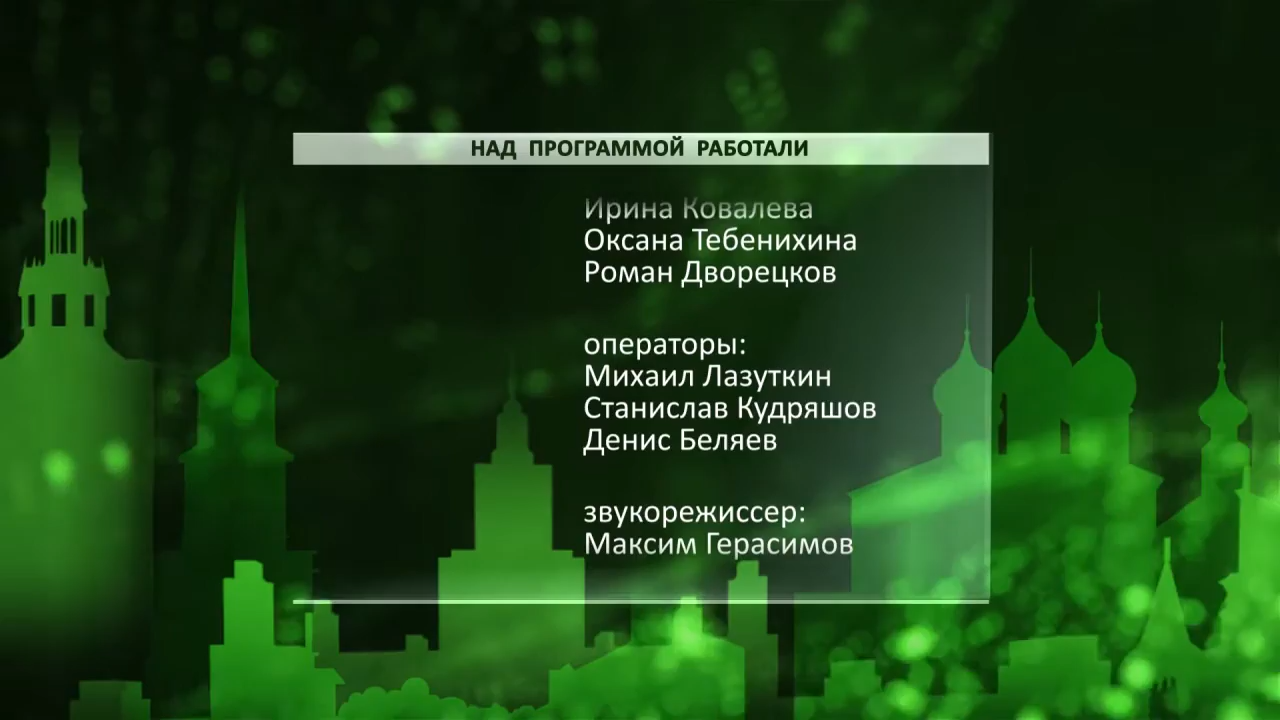 НАД ПРОГРАММОЙ РАБОТАЛИ
Ирина Ковалева
Оксана Тебенихина
Роман Дворецков
операторы:
Михаил Лазуткин
Станислав Кудряшов
Денис Беляев
звукорежиссер:
Максим Герасимов